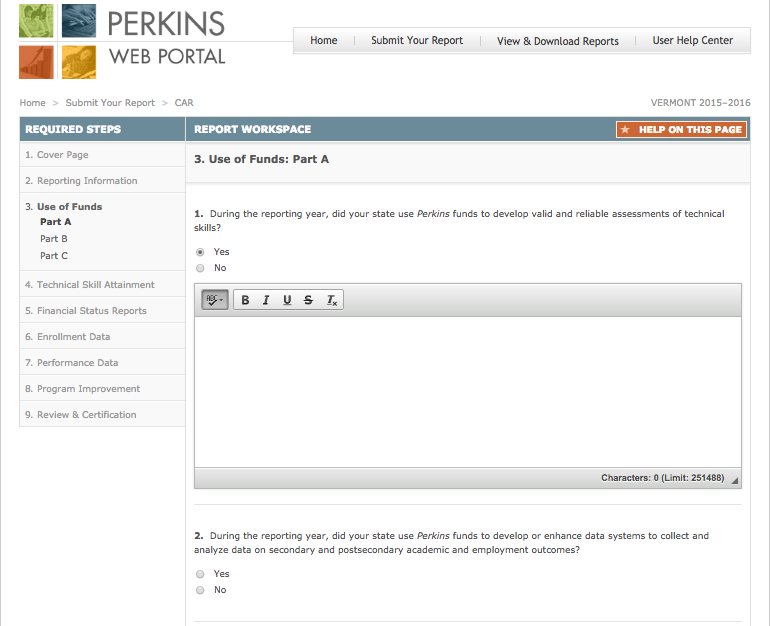 PERKINS
WEB PORTAL
Home
Submit Your Report
View & Download Reports
User Help Center
Home > Submit Your Report > CAR
VERMONT 2015–2016
REQUIRED STEPS
1. Cover Page
2. Reporting Information
3. Use of Funds
Part A
Part B
Part C
4. Technical Skill Attainment
5. Financial Status Reports
6. Enrollment Data
7. Performance Data
8. Program Improvement
9. Review & Certification
REPORT WORKSPACE
HELP ON THIS PAGE
3. Use of Funds: Part A
1. During the reporting year, did your state use Perkins funds to develop valid and reliable assessments of technical
skills?
Yes
No
ABC
B I U S Tx
Characters: 0 (Limit: 251488)
2. During the reporting year, did your state use Perkins funds to develop or enhance data systems to collect and
analyze data on secondary and postsecondary academic and employment outcomes?
Yes
No